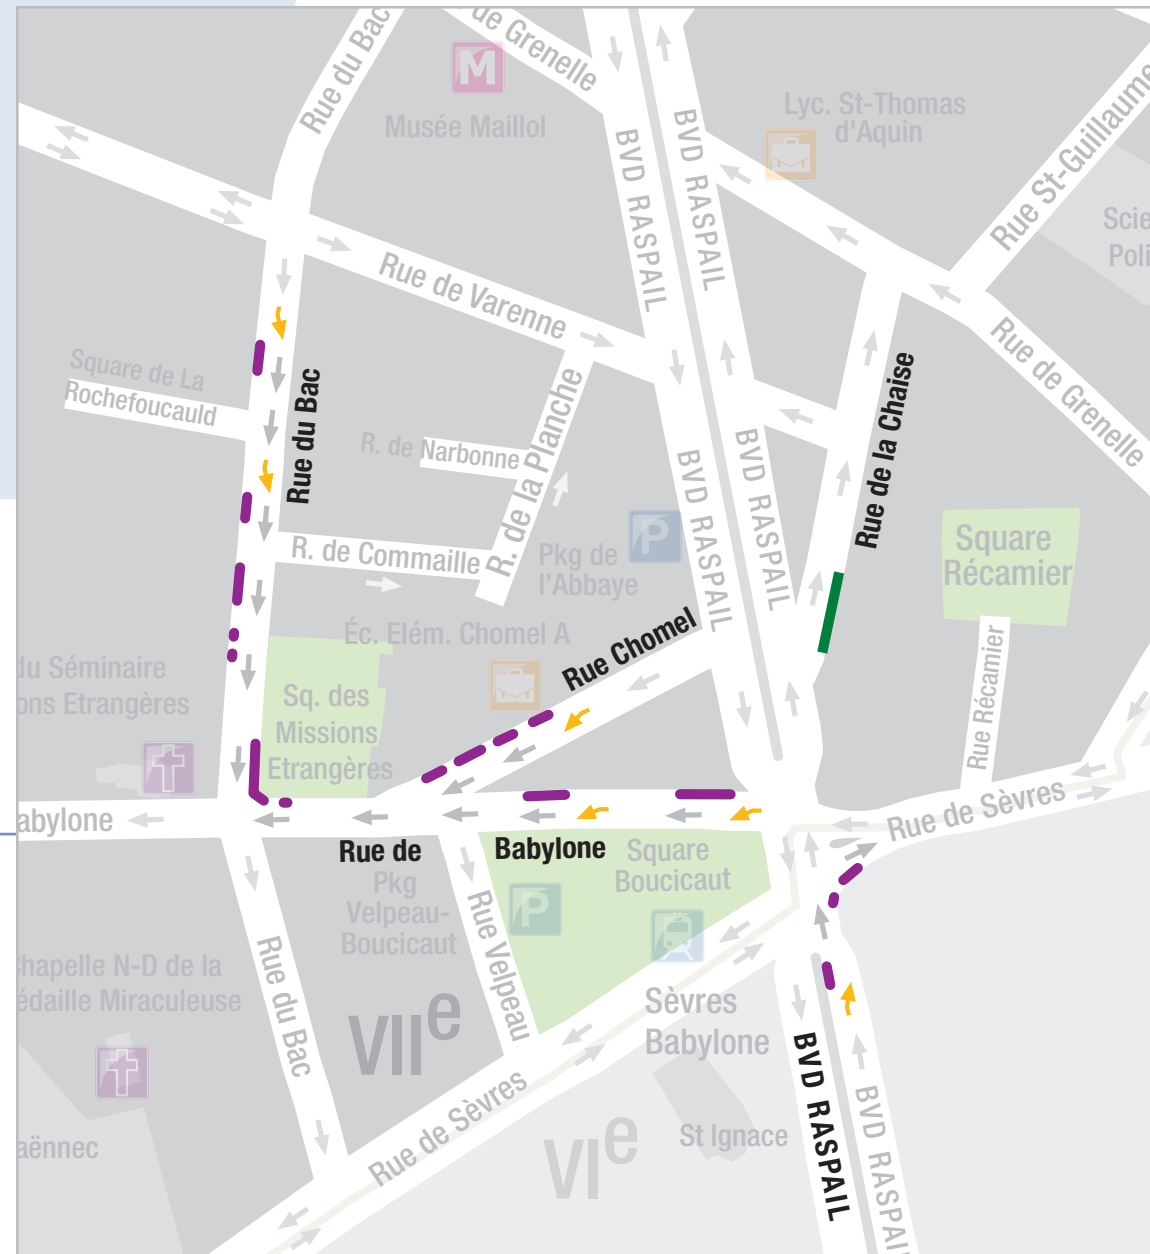 Rue du Bac
de Grenelle
M
Musée Maillol
Lyc. St-Thomas
d'Aquin
BVD RASPAIL
BVD RASPAIL
Rue St-Guillaume
Rue de Varenne
Rue de Grenelle
Square de La
Rochefoucauld
Rue du Bac
R. de Narbonne
R. de la Planche
Rue de la Chaise
BVD RASPAIL
BVD RASPAIL
R. de Commaille
Pkg de
l'Abbaye
P
Square
Récamier
Éc. Elém. Chomel A
Rue Chomel
Rue Récamier
du Séminaire
ons Etrangères
Sq. des
Missions
Etrangères
abylone
Rue de
Babylone
Rue de Sèvres
Square
Boucicaut
Pkg
Velpeau-
Boucicaut
P
Rue Velpeau
Rue du Bac
hapelle N-D de la
édaille Miraculeuse
VIIe
Sèvres
Babylone
BVD RASPAIL
BVD RASPAIL
Rue de Sèvres
VIe
St Ignace
aënnec